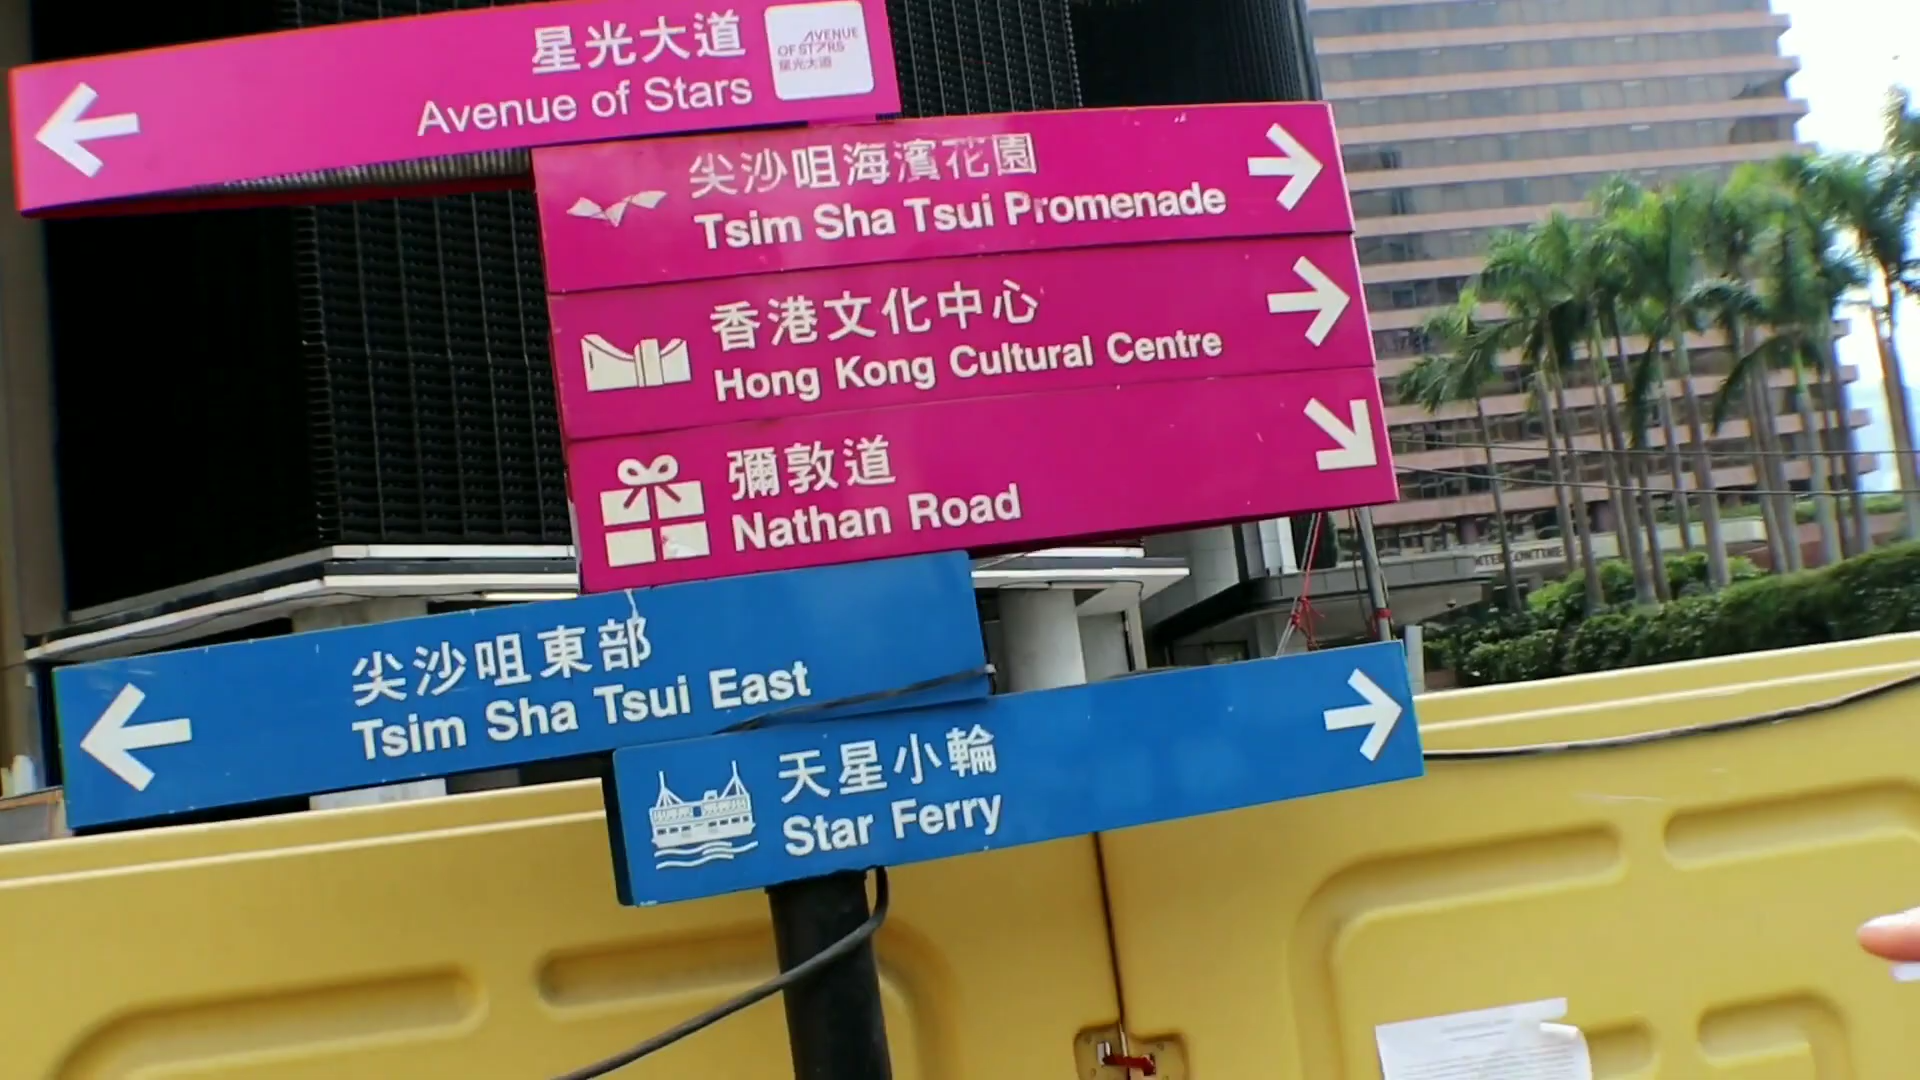 星光大道
Avenue of Stars
AVENUE
OF STARS
星光大道
尖沙咀海濱花園
Tsim Sha Tsui Promenade
香港文化中心
Hong Kong Cultural Centre
彌敦道
Nathan Road
尖沙咀東部
Tsim Sha Tsui East
天星小輪
Star Ferry